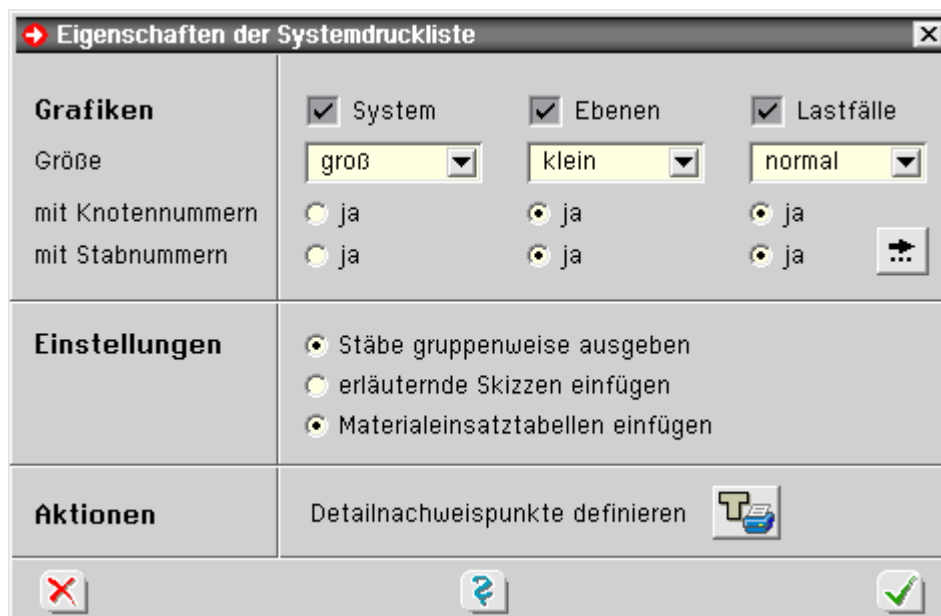 Eigenschaften der Systemdruckliste
Grafiken System Ebenen Lastfälle
Größe groß klein normal
mit Knotennummern ja ja ja
mit Stabnummern ja ja ja
Einstellungen Stäbe gruppenweise ausgeben
erläuternde Skizzen einfügen
Materialeinsatztabellen einfügen
Aktionen Detailnachweispunkte definieren